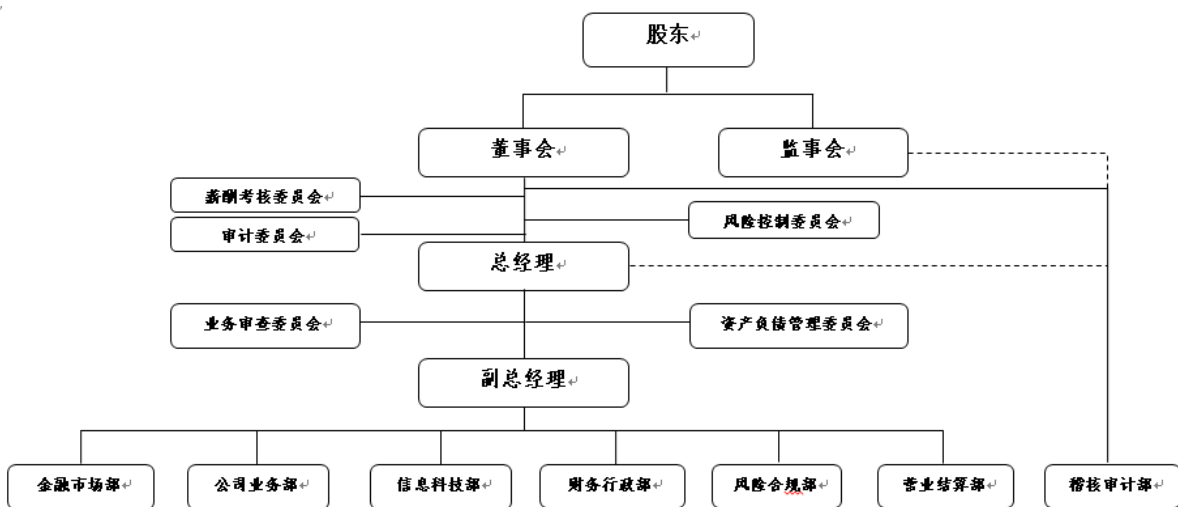 股东
董事会
监事会
薪酬考核委员会
风险控制委员会
审计委员会
总经理
业务审查委员会
资产负债管理委员会
副总经理
金融市场部
公司业务部
信息科技部
财务行政部
风险合规部
营业结算部
稽核审计部